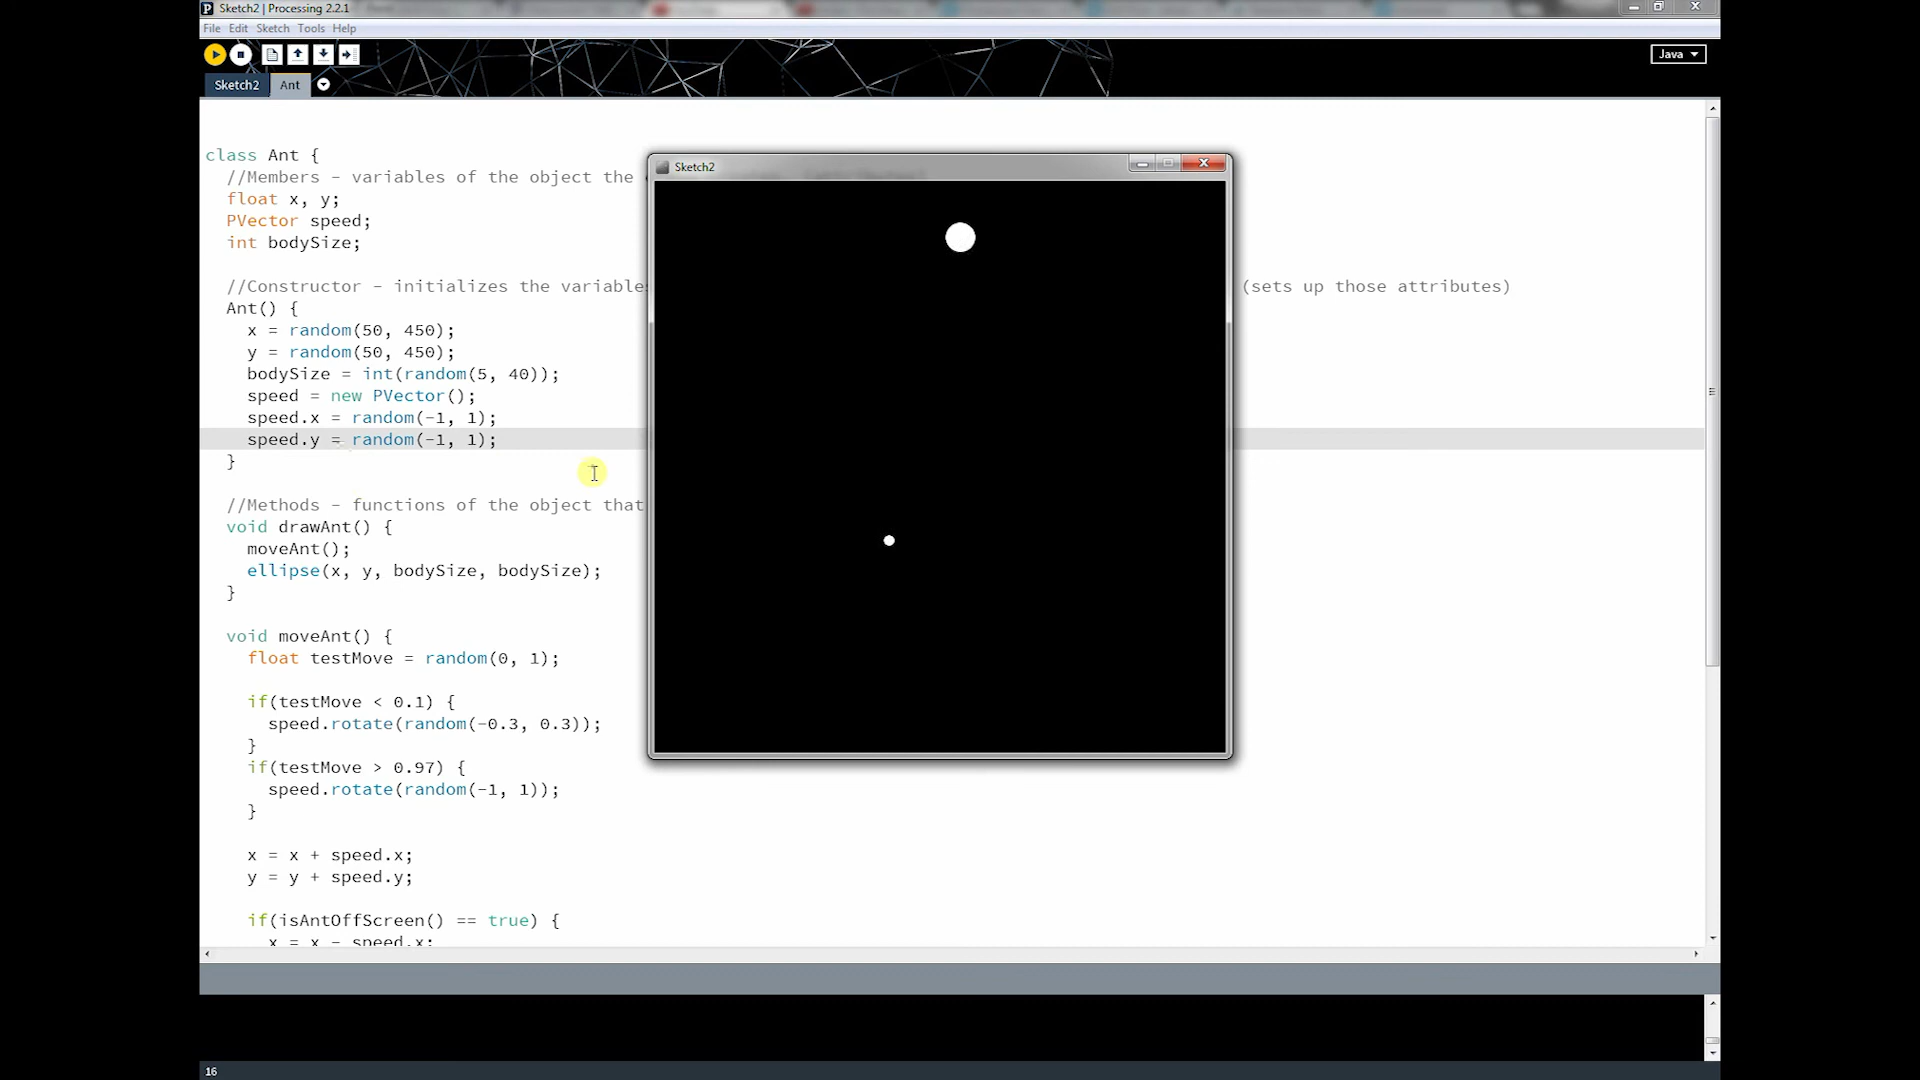 Sketch2 | Processing 2.2.1
File Edit Sketch Tools Help
Java
Sketch2 Ant
class Ant {
//Members - variables of the object the
float x, y;
PVector speed;
int bodySize;
//Constructor - initializes the variables (sets up those attributes)
Ant() {
x = random(50, 450);
y = random(50, 450);
bodySize = int(random(5, 40));
speed = new PVector();
speed.x = random(-1, 1);
speed.y = random(-1, 1);
}
//Methods - functions of the object that
void drawAnt() {
moveAnt();
ellipse(x, y, bodySize, bodySize);
}
void moveAnt() {
float testMove = random(0, 1);
if(testMove < 0.1) {
speed.rotate(random(-0.3, 0.3));
}
if(testMove > 0.97) {
speed.rotate(random(-1, 1));
}
x = x + speed.x;
y = y + speed.y;
if(isAntOffScreen() == true) {
x = x - speed.x;
Sketch2
16